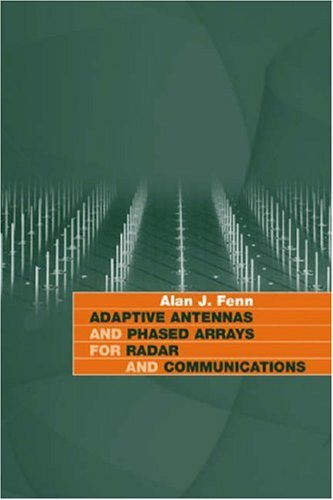 Alan J. Fenn
ADAPTIVE ANTENNAS
AND PHASED ARRAYS
FOR RADAR
AND COMMUNICATIONS